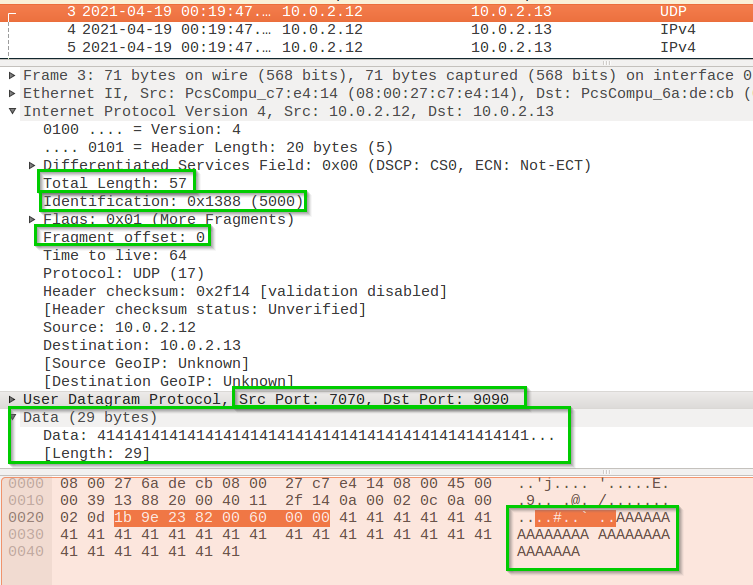 3 2021-04-19 00:19:47.… 10.0.2.12 10.0.2.13 UDP
4 2021-04-19 00:19:47.… 10.0.2.12 10.0.2.13 IPv4
5 2021-04-19 00:19:47.… 10.0.2.12 10.0.2.13 IPv4
Frame 3: 71 bytes on wire (568 bits), 71 bytes captured (568 bits) on interface 0
Ethernet II, Src: PcsCompu_c7:e4:14 (08:00:27:c7:e4:14), Dst: PcsCompu_6a:de:cb (
Internet Protocol Version 4, Src: 10.0.2.12, Dst: 10.0.2.13
0100 .... = Version: 4
.... 0101 = Header Length: 20 bytes (5)
Differentiated Services Field: 0x00 (DSCP: CS0, ECN: Not-ECT)
Total Length: 57
Identification: 0x1388 (5000)
Flags: 0x01 (More Fragments)
Fragment offset: 0
Time to live: 64
Protocol: UDP (17)
Header checksum: 0x2f14 [validation disabled]
[Header checksum status: Unverified]
Source: 10.0.2.12
Destination: 10.0.2.13
[Source GeoIP: Unknown]
[Destination GeoIP: Unknown]
User Datagram Protocol, Src Port: 7070, Dst Port: 9090
Data (29 bytes)
Data: 414141414141414141414141414141414141414141414141…
[Length: 29]
0000 08 00 27 6a de cb 08 00 27 c7 e4 14 08 00 45 00 ..'j.... '.....E.
0010 00 39 13 88 20 00 40 11 2f 14 0a 00 02 0c 0a 00 .9.. .@. /.......
0020 02 0d 1b 9e 23 82 00 60 00 00 41 41 41 41 41 41 ....#..` ..AAAAAA
0030 41 41 41 41 41 41 41 41 41 41 41 41 41 41 41 41 AAAAAAAA AAAAAAAA
0040 41 41 41 41 41 41 41 AAAAAAA